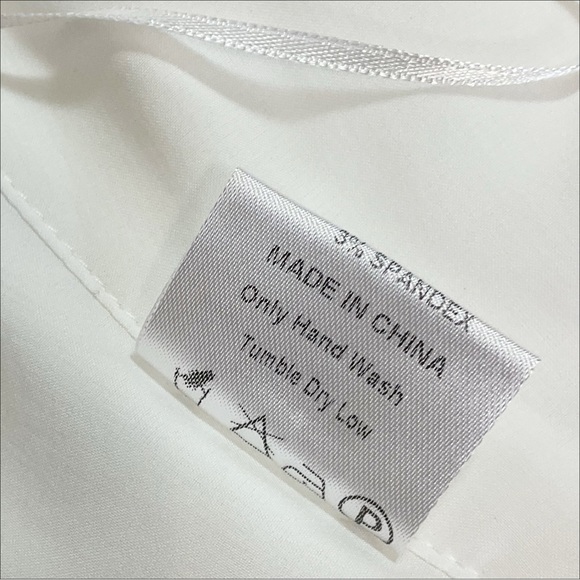 3% SPANDEX
MADE IN CHINA
Only Hand Wash
Tumble Dry Low
P